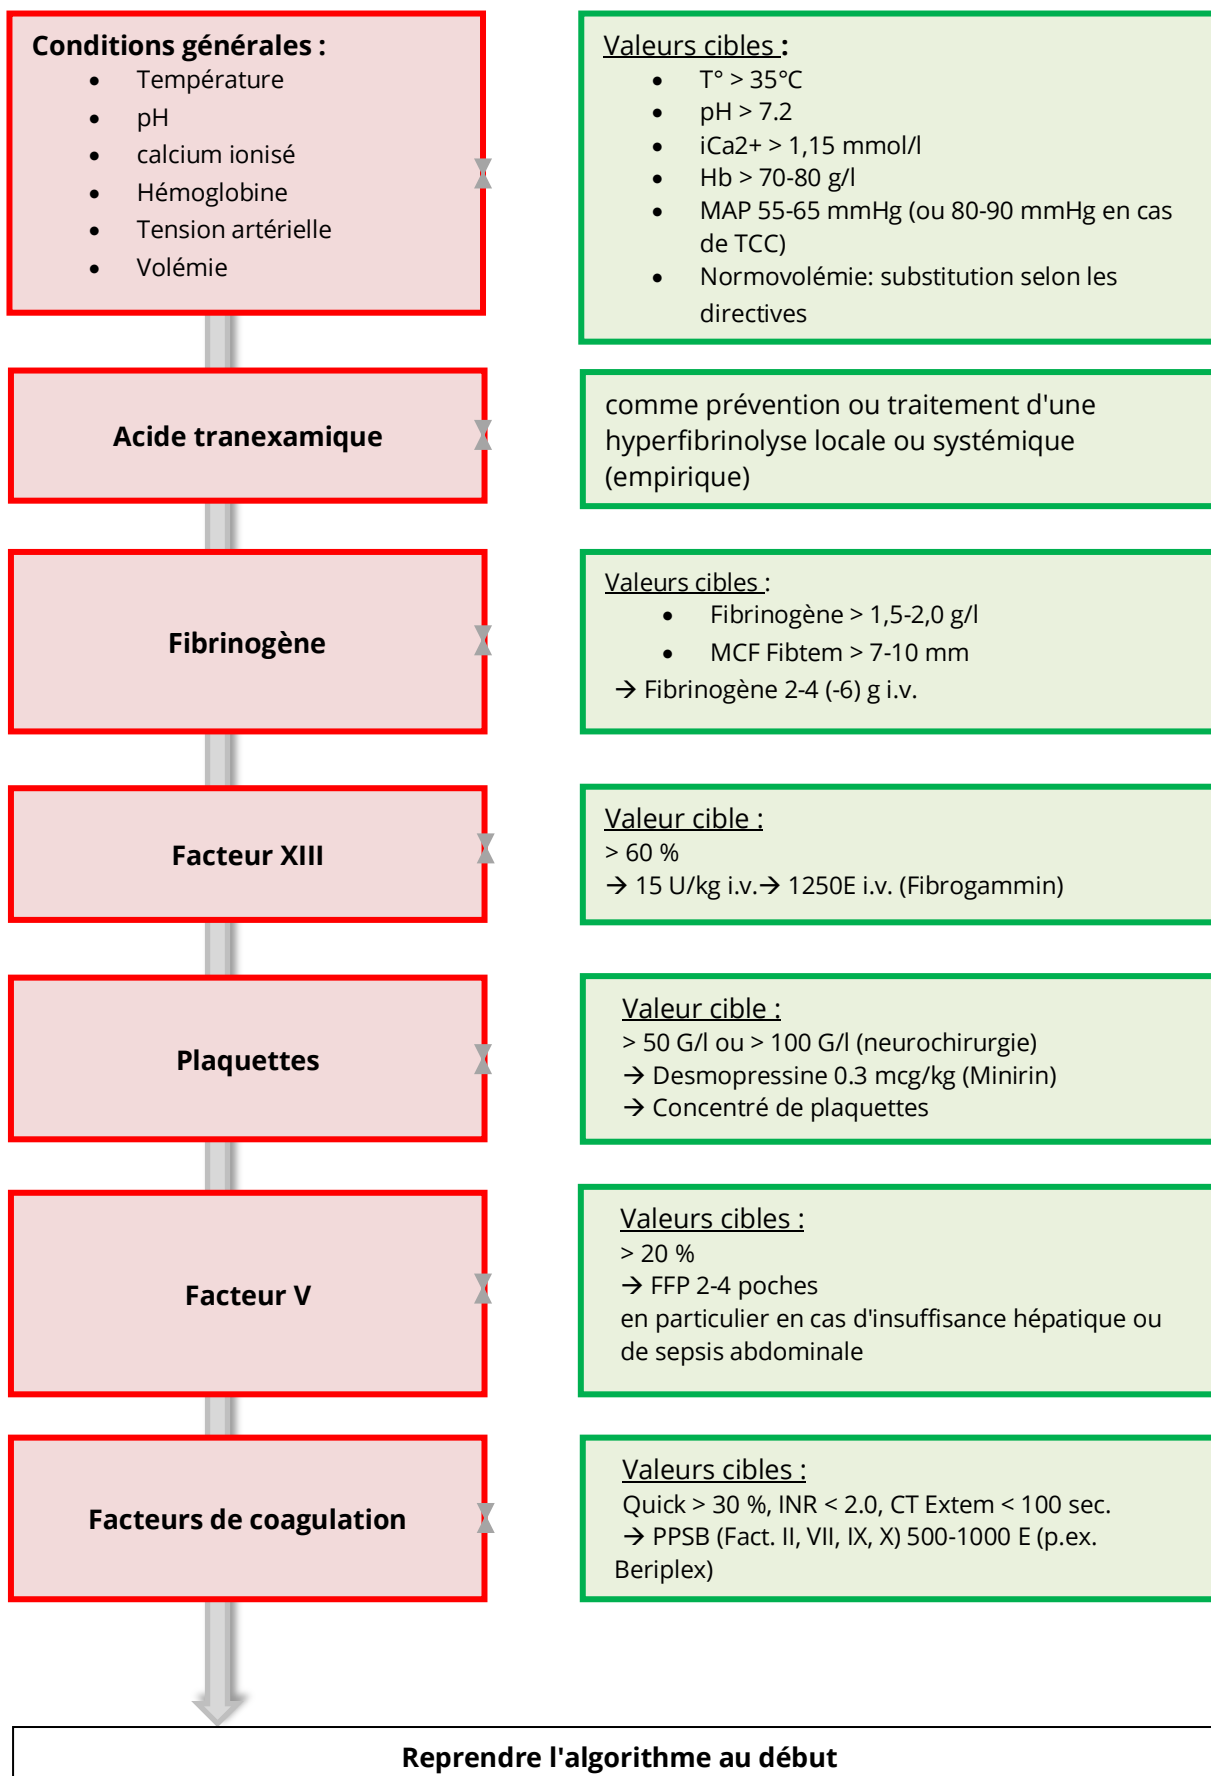 Conditions générales :
• Température
• pH
• calcium ionisé
• Hémoglobine
• Tension artérielle
• Volémie
Valeurs cibles :
• T° > 35°C
• pH > 7.2
• iCa2+ > 1,15 mmol/l
• Hb > 70-80 g/l
• MAP 55-65 mmHg (ou 80-90 mmHg en cas
de TCC)
• Normovolémie: substitution selon les
directives
Acide tranexamique
comme prévention ou traitement d'une
hyperfibrinolyse locale ou systémique
(empirique)
Fibrinogène
Valeurs cibles :
• Fibrinogène > 1,5-2,0 g/l
• MCF Fibtem > 7-10 mm
→ Fibrinogène 2-4 (-6) g i.v.
Facteur XIII
Valeur cible :
> 60 %
→ 15 U/kg i.v.→ 1250E i.v. (Fibrogammin)
Plaquettes
Valeur cible :
> 50 G/l ou > 100 G/l (neurochirurgie)
→ Desmopressine 0.3 mcg/kg (Minirin)
→ Concentré de plaquettes
Facteur V
Valeurs cibles :
> 20 %
→ FFP 2-4 poches
en particulier en cas d'insuffisance hépatique ou
de sepsis abdominale
Facteurs de coagulation
Valeurs cibles :
Quick > 30 %, INR < 2.0, CT Extem < 100 sec.
→ PPSB (Fact. II, VII, IX, X) 500-1000 E (p.ex.
Beriplex)
Reprendre l'algorithme au début